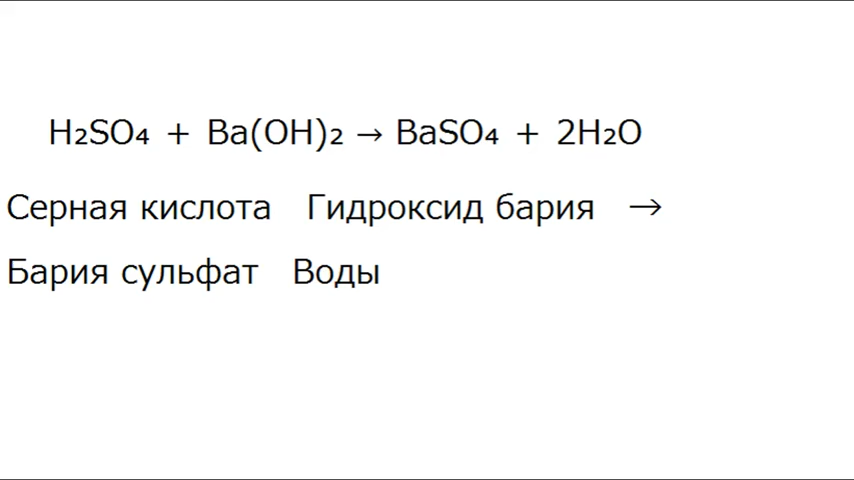 H₂SO₄ + Ba(OH)₂ → BaSO₄ + 2H₂O
Серная кислота Гидроксид бария →
Бария сульфат Воды